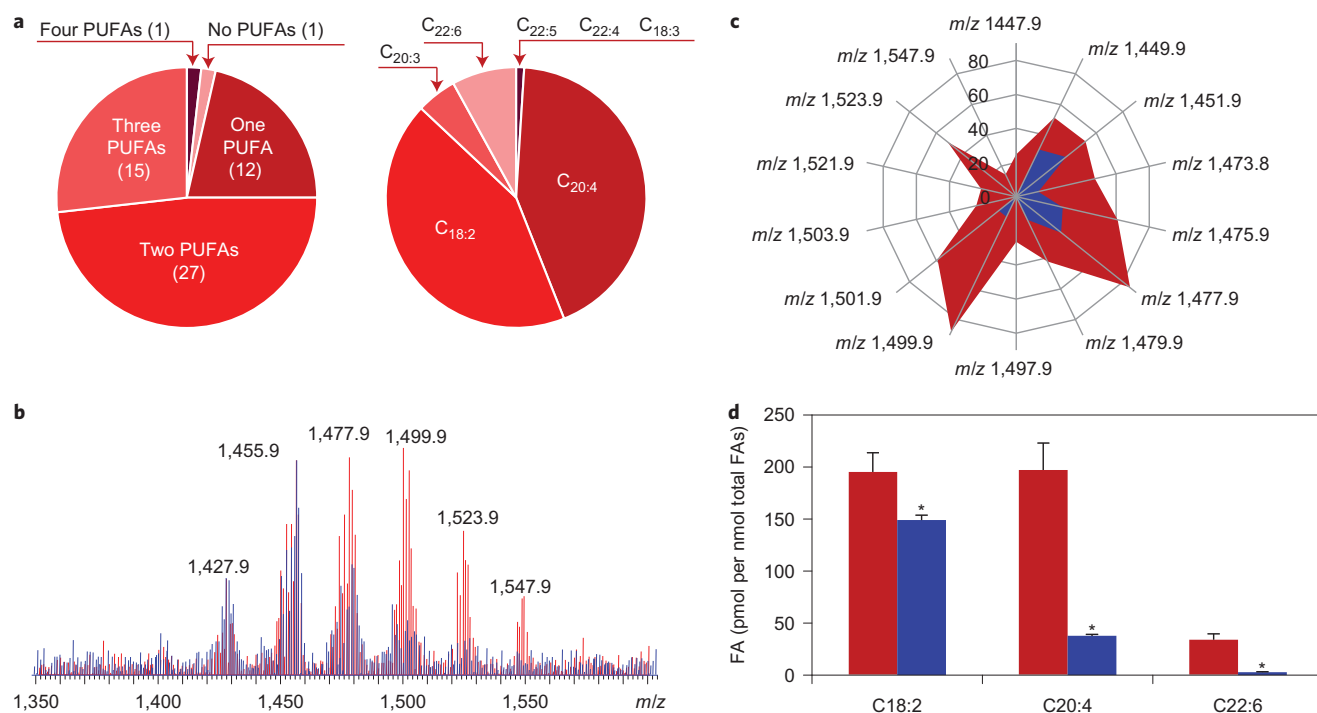 a
Four PUFAs (1)
No PUFAs (1)
Three
PUFAs
(15)
One
PUFA
(12)
Two PUFAs
(27)
C22:6
C22:5 C22:4 C18:3
C20:3
C20:4
C18:2
b
1,427.9
1,455.9
1,477.9
1,499.9
1,523.9
1,547.9
1,350
1,400
1,450
1,500
1,550
m/z
c
m/z 1447.9
m/z 1,449.9
m/z 1,451.9
m/z 1,473.8
m/z 1,475.9
m/z 1,477.9
m/z 1,479.9
m/z 1,497.9
m/z 1,499.9
m/z 1,501.9
m/z 1,503.9
m/z 1,521.9
m/z 1,523.9
m/z 1,547.9
80
60
40
20
0
d
FA (pmol per nmol total FAs)
250
200
150
100
50
0
*
*
*
C18:2
C20:4
C22:6